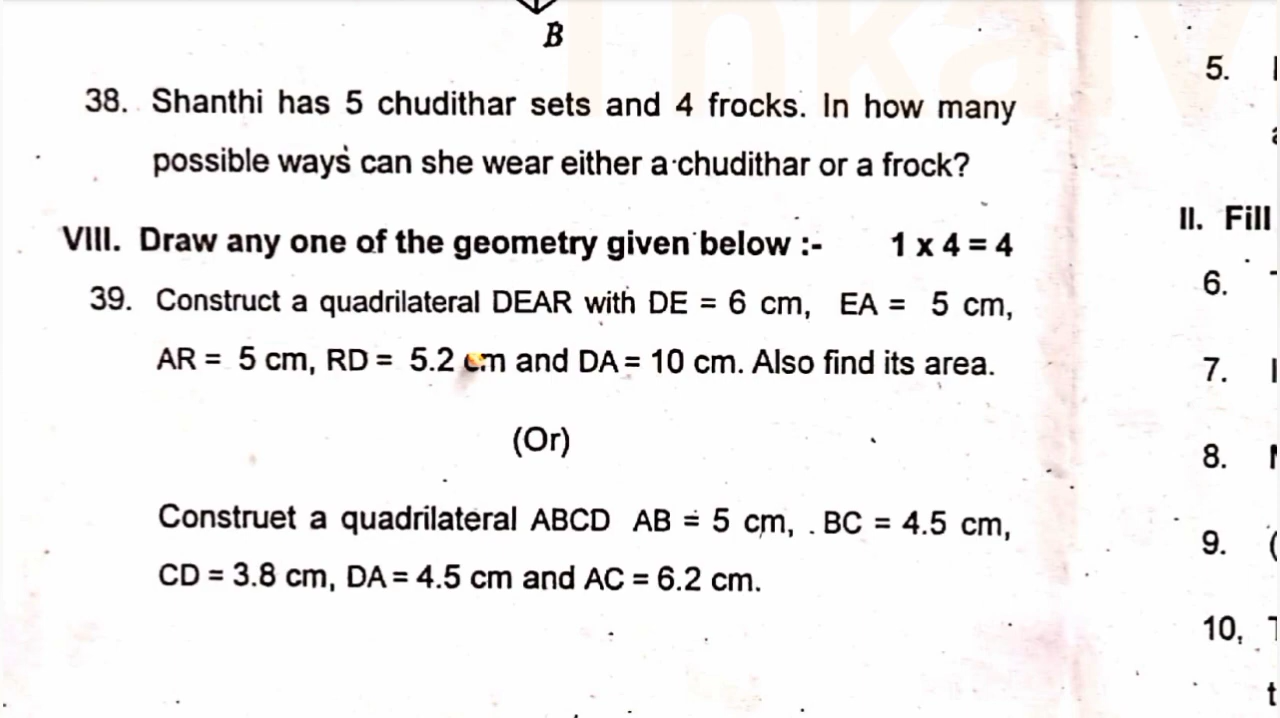 B
38. Shanthi has 5 chudithar sets and 4 frocks. In how many
possible ways can she wear either a chudithar or a frock?
VIII. Draw any one of the geometry given below :- 1 x 4 = 4
39. Construct a quadrilateral DEAR with DE = 6 cm, EA = 5 cm,
AR = 5 cm, RD = 5.2 cm and DA = 10 cm. Also find its area.
(Or)
Construet a quadrilateral ABCD AB = 5 cm, . BC = 4.5 cm,
CD = 3.8 cm, DA = 4.5 cm and AC = 6.2 cm.
5.
II. Fill
6.
7.
8.
9.
10,
t